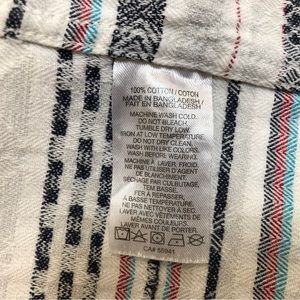 100% COTTON / COTON
MADE IN BANGLADESH /
FAIT EN BANGLADESH
MACHINE WASH COLD.
DO NOT BLEACH.
TUMBLE DRY LOW.
IRON AT LOW TEMPERATURE.
DO NOT DRY CLEAN.
WASH WITH LIKE COLORS.
WASH BEFORE WEARING.
MACHINE À LAVER, FROID.
NE PAS UTILISER D'AGENT
DE BLANCHIMENT.
SÉCHAGE PAR CULBUTAGE,
TEM. BASSE.
FER À REPASSER
À BASSE TEMPÉRATURE.
NE PAS NETTOYER À SEC.
LAVER AVEC VÊTEMENTS
DE MÊMES COULEURS.
LAVER AVANT DE PORTER.
CA# 55941